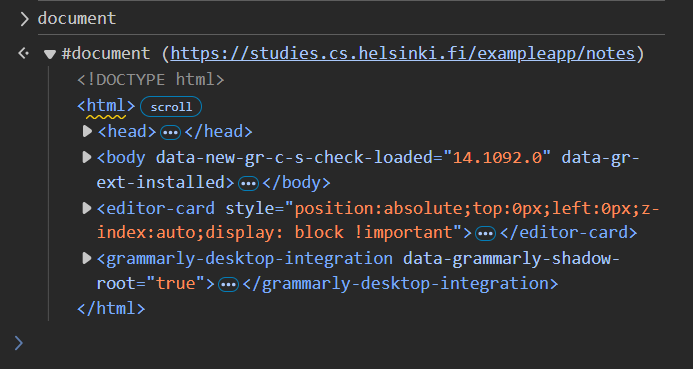 document
#document (https://studies.cs.helsinki.fi/exampleapp/notes)
<!DOCTYPE html>
<html> scroll
<head>…</head>
<body data-new-gr-c-s-check-loaded="14.1092.0" data-gr-
ext-installed>…</body>
<editor-card style="position:absolute;top:0px;left:0px;z-
index:auto;display: block !important">…</editor-card>
<grammarly-desktop-integration data-grammarly-shadow-
root="true">…</grammarly-desktop-integration>
</html>